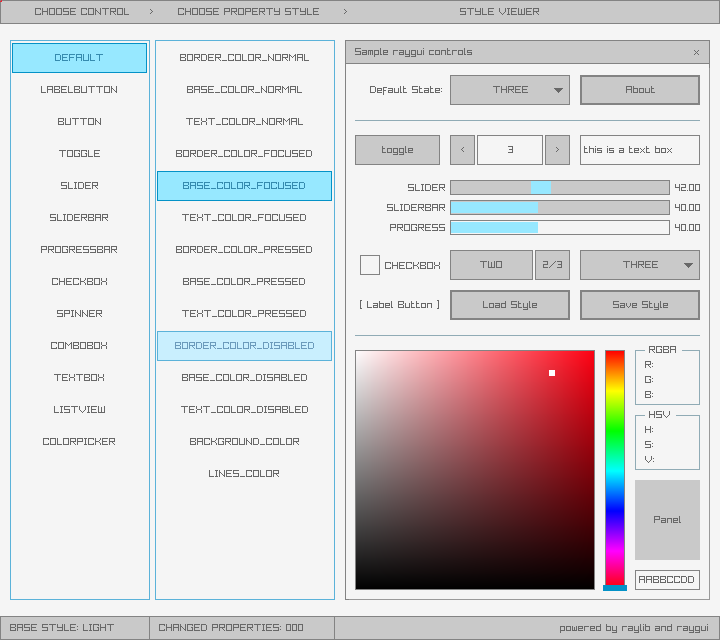 CHOOSE CONTROL > CHOOSE PROPERTY STYLE > STYLE VIEWER
DEFAULT
LABELBUTTON
BUTTON
TOGGLE
SLIDER
SLIDERBAR
PROGRESSBAR
CHECKBOX
SPINNER
COMBOBOX
TEXTBOX
LISTVIEW
COLORPICKER
BORDER_COLOR_NORMAL
BASE_COLOR_NORMAL
TEXT_COLOR_NORMAL
BORDER_COLOR_FOCUSED
BASE_COLOR_FOCUSED
TEXT_COLOR_FOCUSED
BORDER_COLOR_PRESSED
BASE_COLOR_PRESSED
TEXT_COLOR_PRESSED
BORDER_COLOR_DISABLED
BASE_COLOR_DISABLED
TEXT_COLOR_DISABLED
BACKGROUND_COLOR
LINES_COLOR
Sample raygui controls ×
Default State: THREE About
toggle < 3 > this is a text box
SLIDER 42.00
SLIDERBAR 40.00
PROGRESS 40.00
CHECKBOX TWO 2/3 THREE
[ Label Button ] Load Style Save Style
RGBA
R:
G:
B:
HSV
H:
S:
V:
Panel
AABBCCDD
BASE STYLE: LIGHT CHANGED PROPERTIES: 000 powered by raylib and raygui